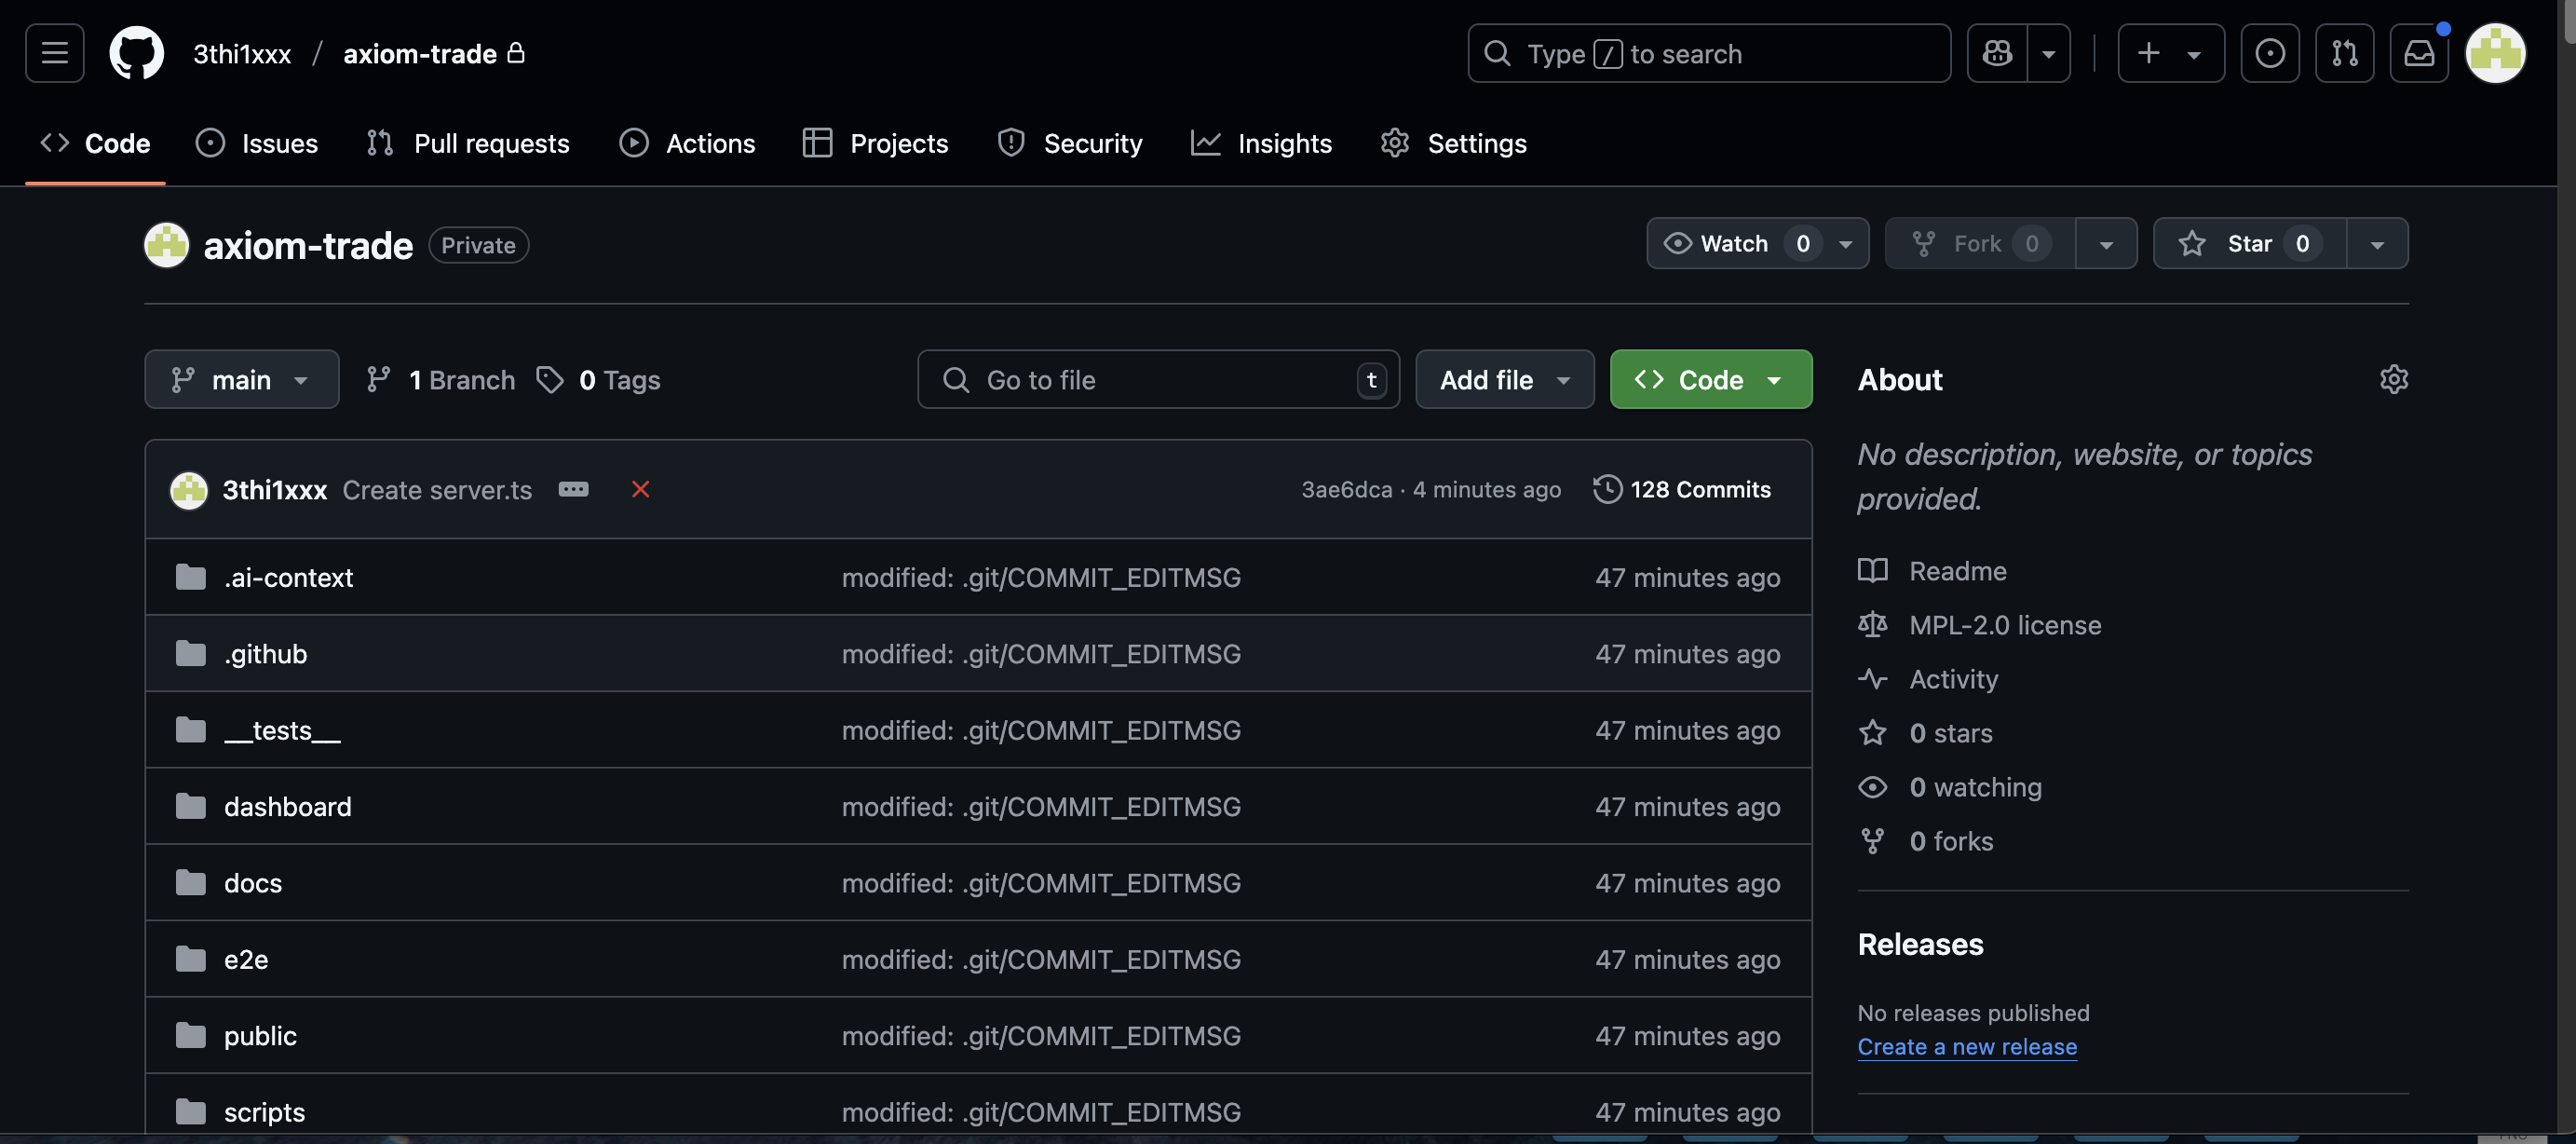 3thi1xxx / axiom-trade
Type / to search
Code Issues Pull requests Actions Projects Security Insights Settings
axiom-trade Private
Watch 0 Fork 0 Star 0
main 1 Branch 0 Tags
Go to file t
Add file
Code
3thi1xxx Create server.ts 3ae6dca · 4 minutes ago 128 Commits
.ai-context modified: .git/COMMIT_EDITMSG 47 minutes ago
.github modified: .git/COMMIT_EDITMSG 47 minutes ago
__tests__ modified: .git/COMMIT_EDITMSG 47 minutes ago
dashboard modified: .git/COMMIT_EDITMSG 47 minutes ago
docs modified: .git/COMMIT_EDITMSG 47 minutes ago
e2e modified: .git/COMMIT_EDITMSG 47 minutes ago
public modified: .git/COMMIT_EDITMSG 47 minutes ago
scripts modified: .git/COMMIT_EDITMSG 47 minutes ago
About
No description, website, or topics
provided.
Readme
MPL-2.0 license
Activity
0 stars
0 watching
0 forks
Releases
No releases published
Create a new release